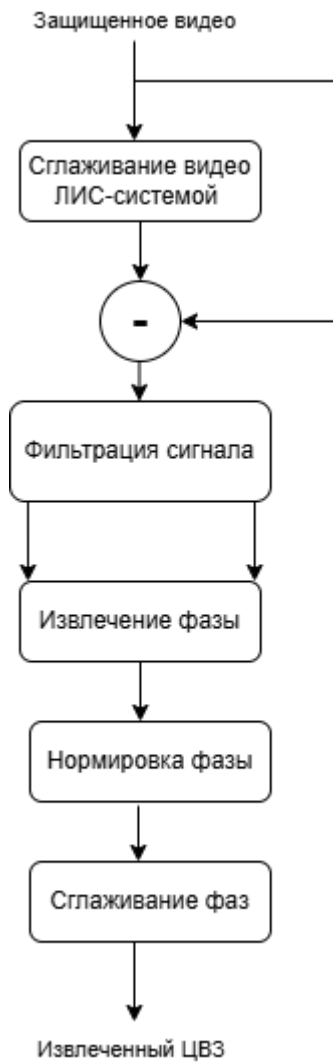 Защищенное видео
Сглаживание видео
ЛИС-системой
-
Фильтрация сигнала
Извлечение фазы
Нормировка фазы
Сглаживание фаз
Извлеченный ЦВЗ